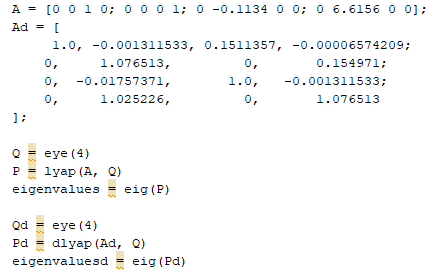 A = [0 0 1 0; 0 0 0 1; 0 -0.1134 0 0; 0 6.6156 0 0];
Ad = [
1.0, -0.001311533, 0.1511357, -0.00006574209;
0, 1.076513, 0, 0.154971;
0, -0.01757371, 1.0, -0.001311533;
0, 1.025226, 0, 1.076513
];
Q = eye(4)
P = lyap(A, Q)
eigenvalues = eig(P)
Qd = eye(4)
Pd = dlyap(Ad, Q)
eigenvaluesd = eig(Pd)